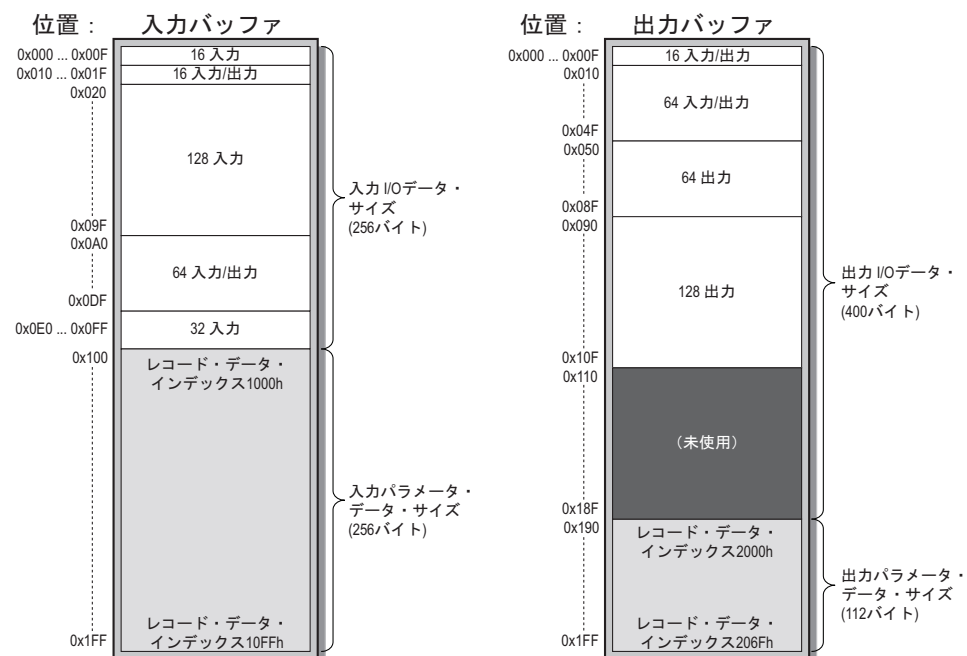 位置： 入力バッファ
0x000 ... 0x00F
16 入力
0x010 ... 0x01F
16 入力/出力
0x020
128 入力
0x09F
0x0A0
64 入力/出力
0x0DF
0x0E0 ... 0x0FF
32 入力
0x100
レコード・データ・
インデックス1000h
レコード・データ・
インデックス10FFh
0x1FF
入力 I/Oデータ・
サイズ
(256バイト)
入力パラメータ・
データ・サイズ
(256バイト)
位置： 出力バッファ
0x000 ... 0x00F
16 入力/出力
0x010
64 入力/出力
0x04F
0x050
64 出力
0x08F
0x090
128 出力
0x10F
0x110
（未使用）
0x18F
0x190
レコード・データ・
インデックス2000h
レコード・データ・
インデックス206Fh
0x1FF
出力 I/Oデータ・
サイズ
(400バイト)
出力パラメータ・
データ・サイズ
(112バイト)